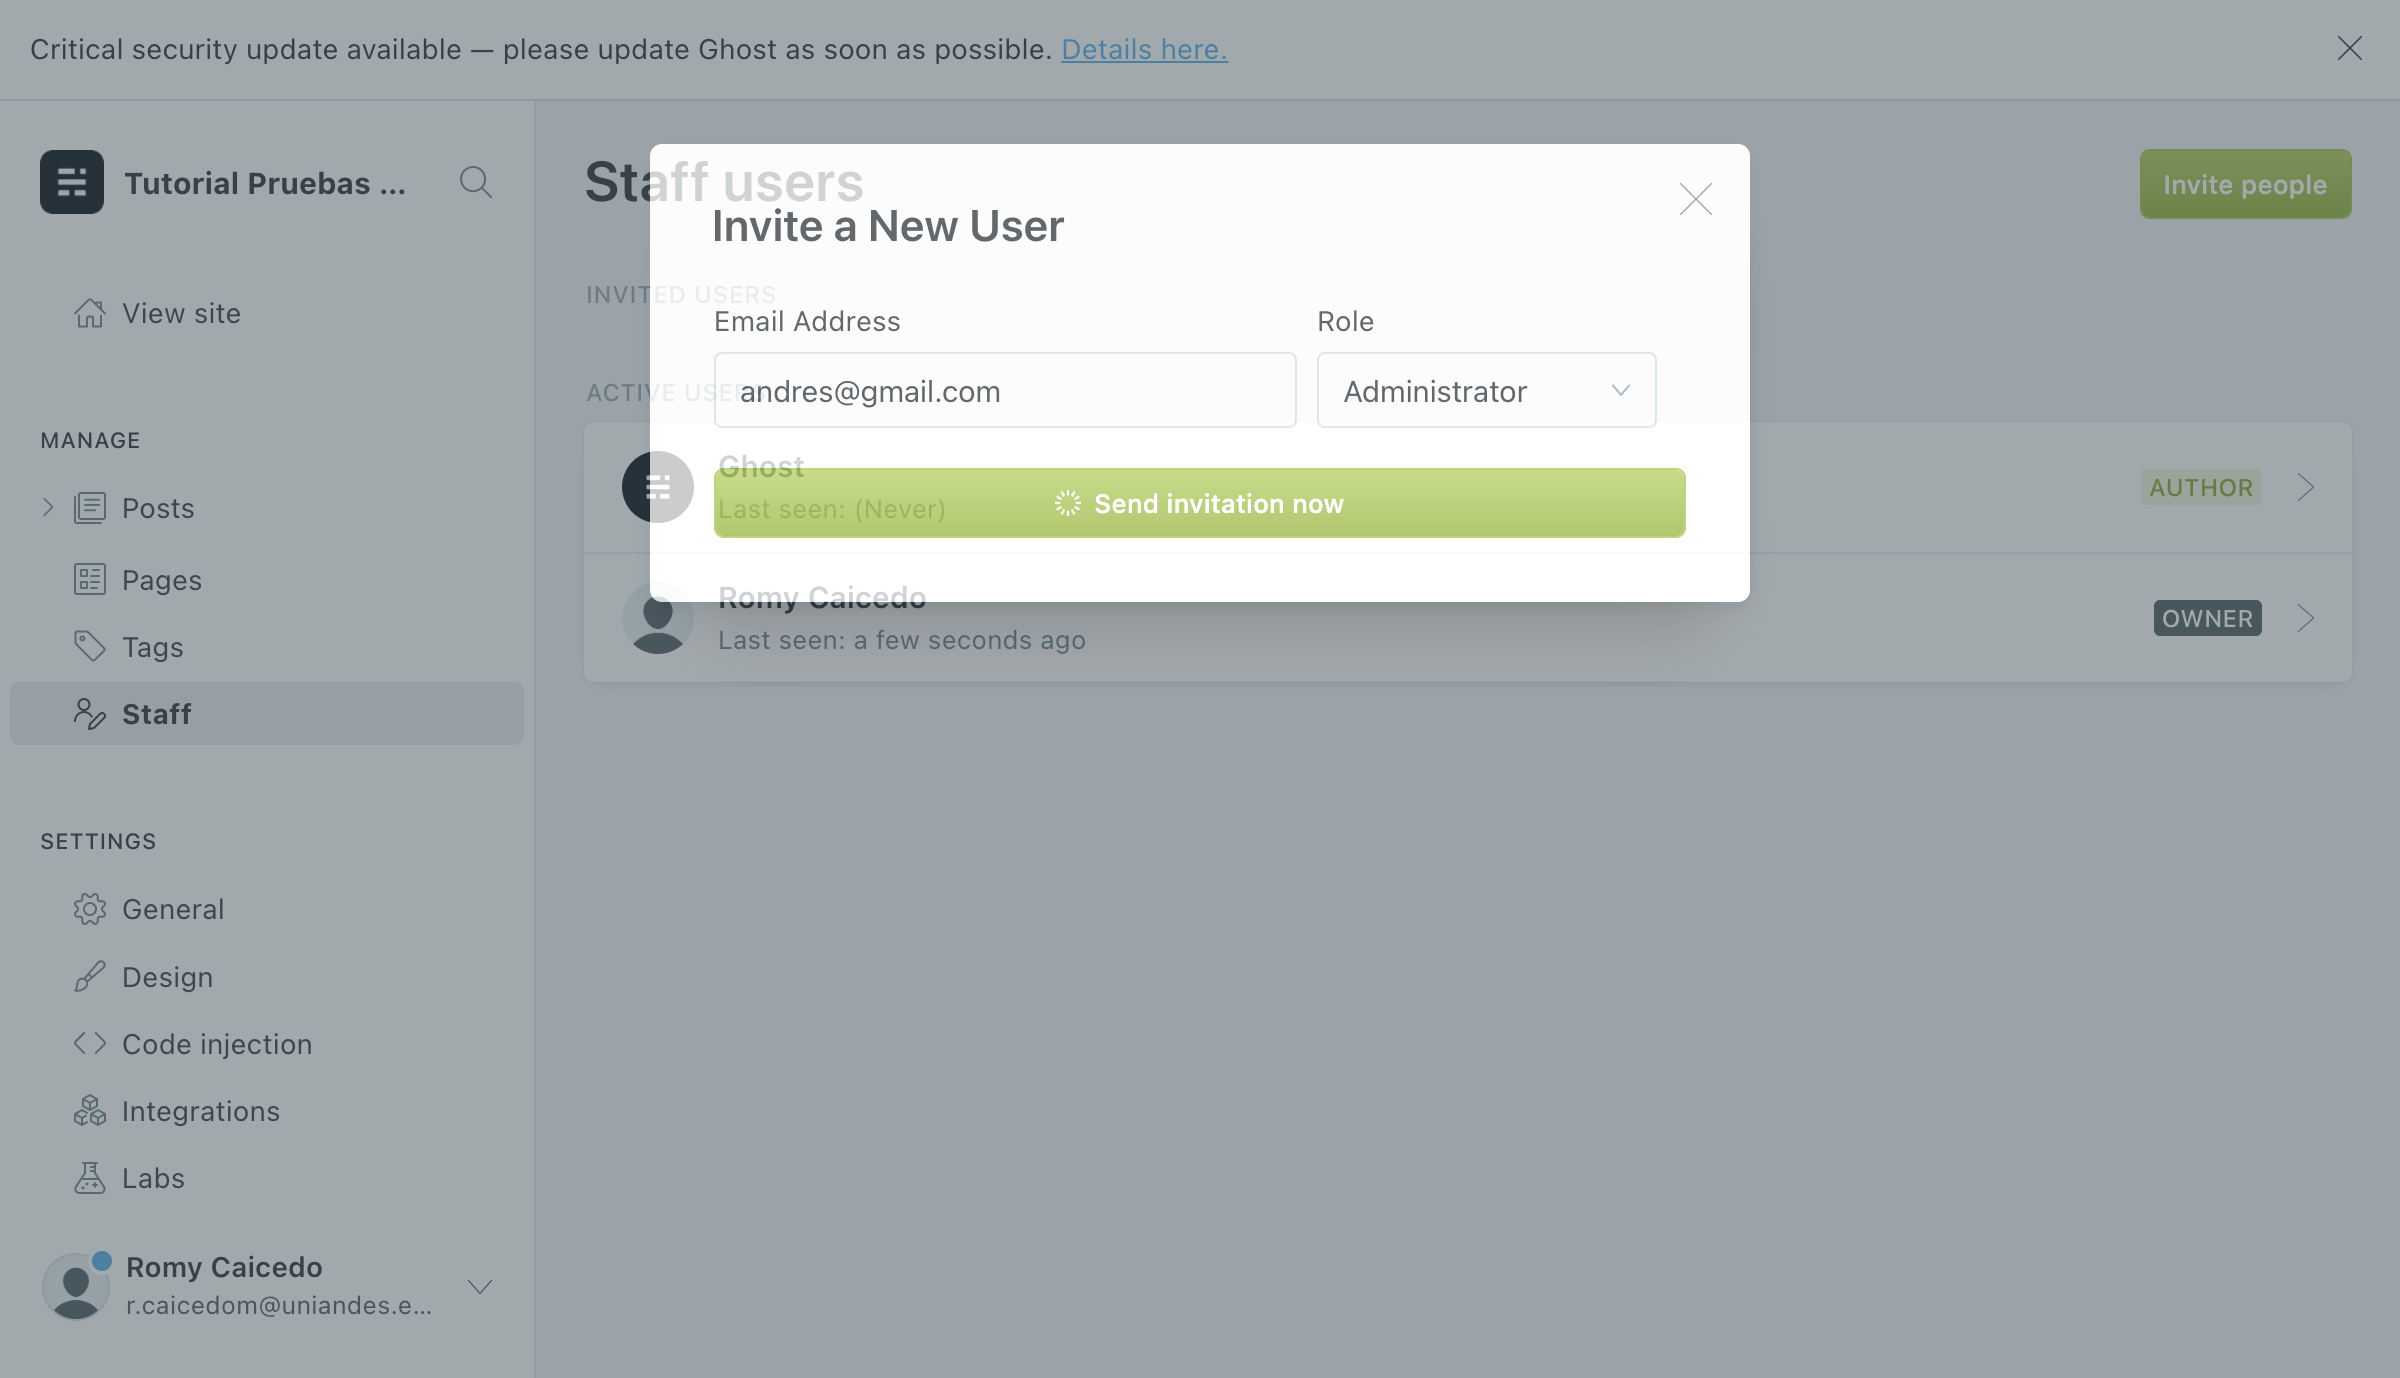 Critical security update available — please update Ghost as soon as possible. Details here.
Tutorial Pruebas ...
View site
MANAGE
Posts
Pages
Tags
Staff
SETTINGS
General
Design
Code injection
Integrations
Labs
Romy Caicedo
r.caicedom@uniandes.e...
Staff users
Invite people
INVITED USERS
ACTIVE USERS
Ghost
Last seen: (Never)
AUTHOR
Romy Caicedo
Last seen: a few seconds ago
OWNER
Invite a New User
Email Address
Role
andres@gmail.com
Administrator
Send invitation now